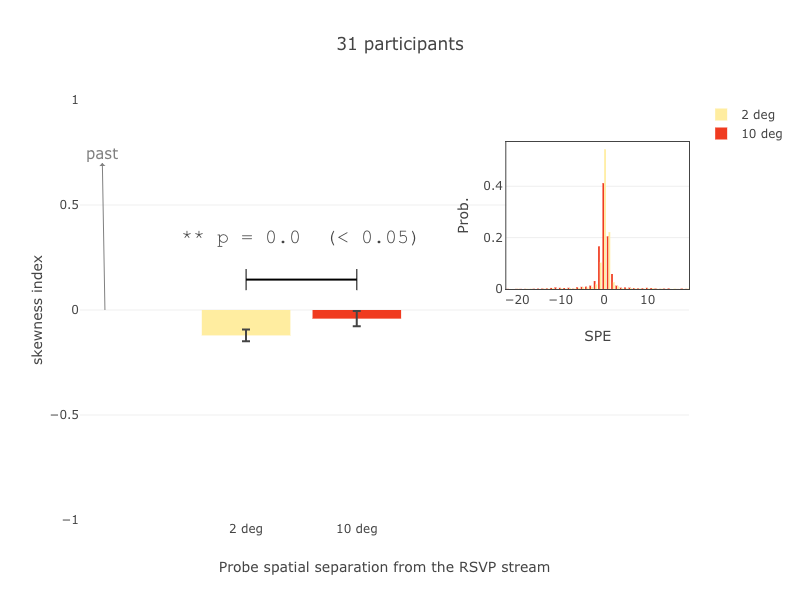 31 participants
1
past
0.5
0
−0.5
−1
skewness index
** p = 0.0  (< 0.05)
2 deg
10 deg
Probe spatial separation from the RSVP stream
0.4
0.2
0
Prob.
−20
−10
0
10
SPE
2 deg
10 deg